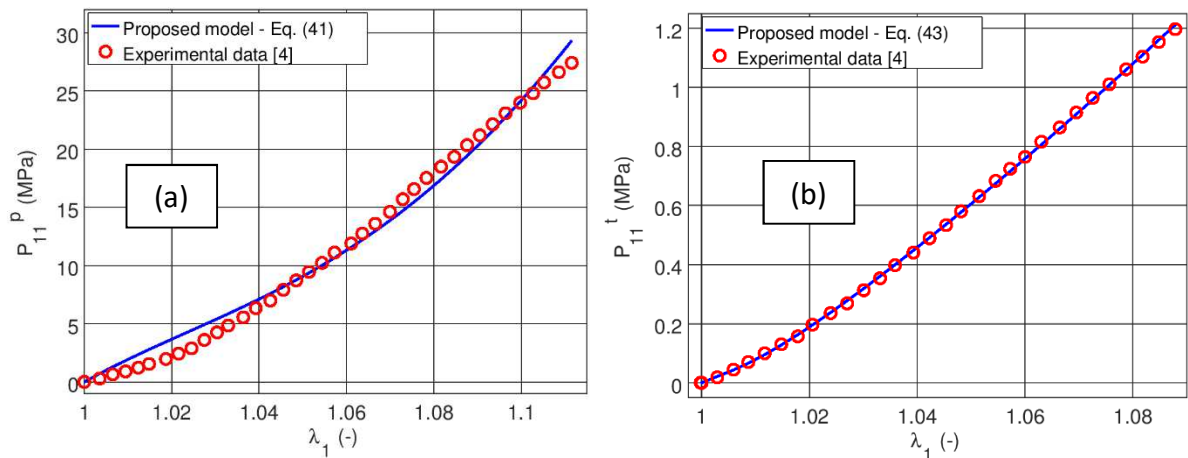 Proposed model - Eq. (41)
Experimental data [4]
30
25
20
15
10
5
0
P11p (MPa)
(a)
1 1.02 1.04 1.06 1.08 1.1
λ1 (-)
Proposed model - Eq. (43)
Experimental data [4]
1.2
1
0.8
0.6
0.4
0.2
0
P11t (MPa)
(b)
1 1.02 1.04 1.06 1.08
λ1 (-)